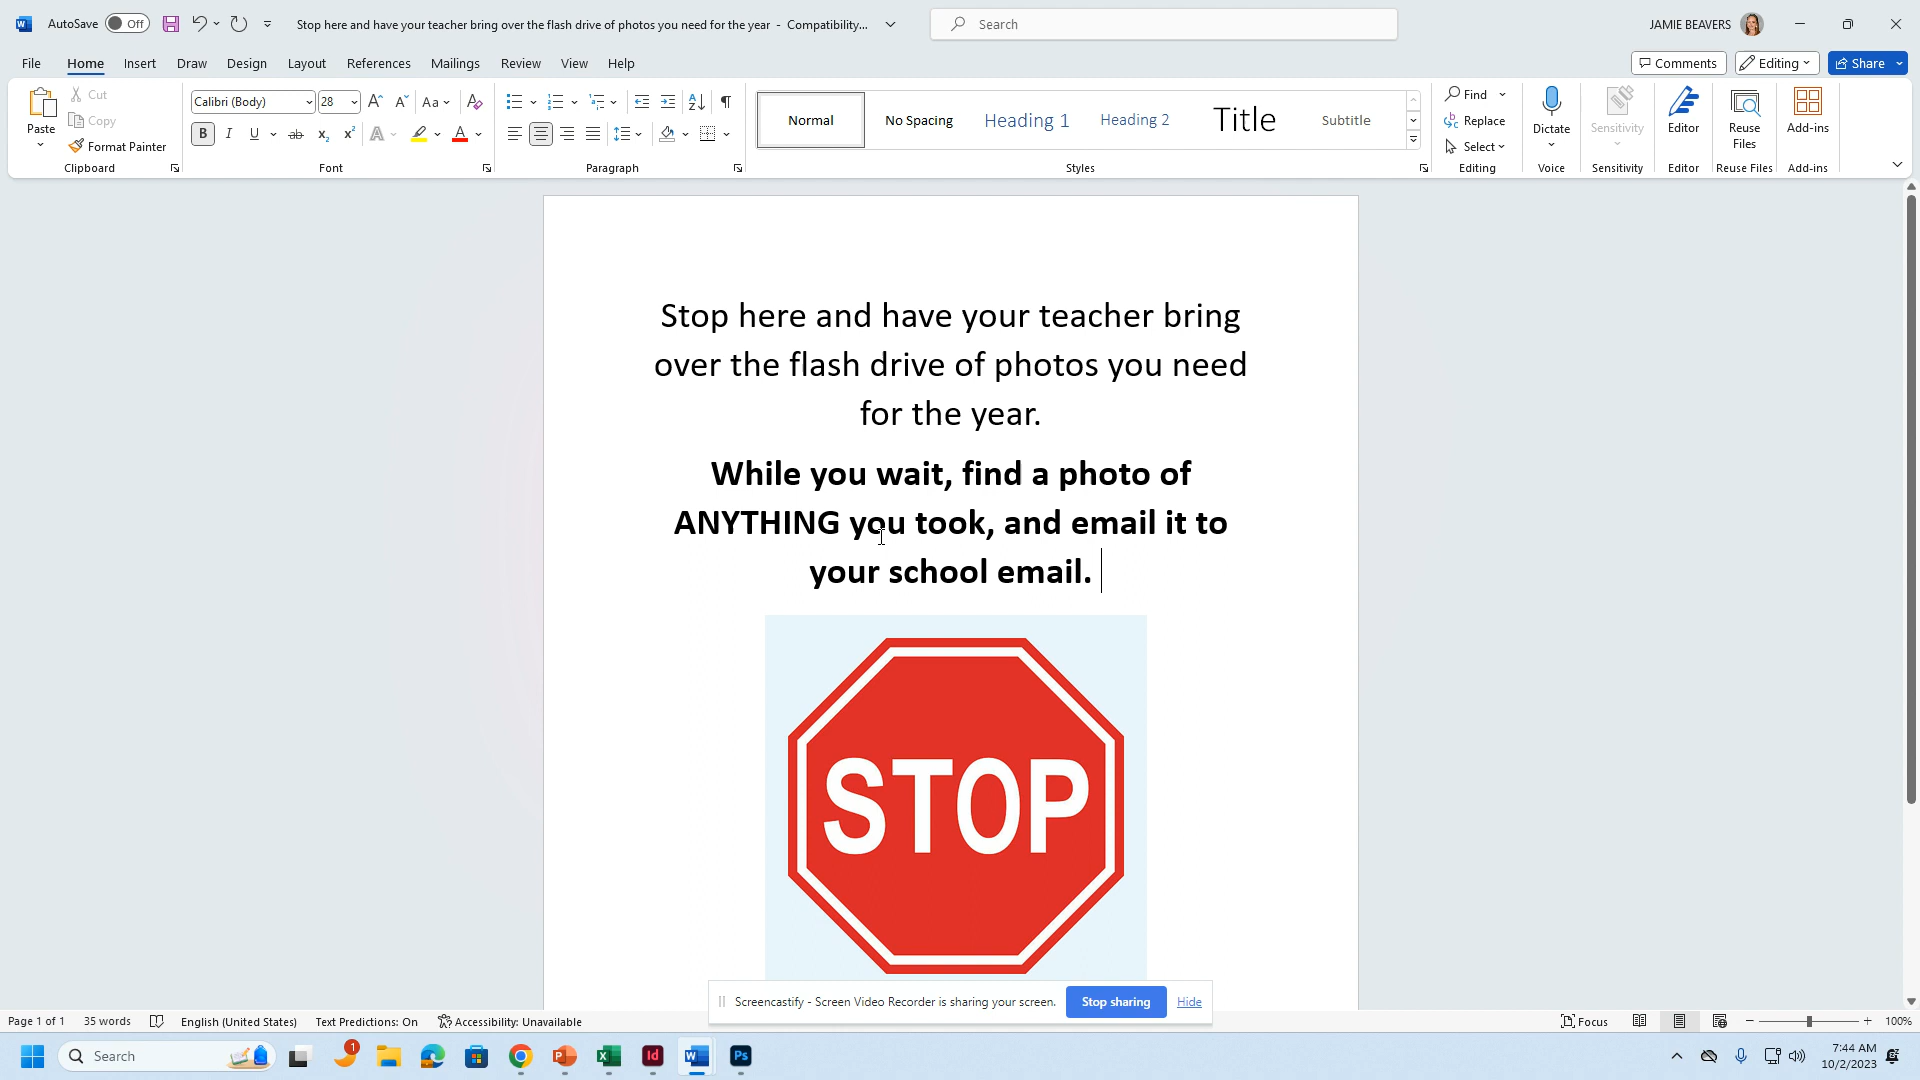 AutoSave Off Stop here and have your teacher bring over the flash drive of photos you need for the year - Compatibility... Search JAMIE BEAVERS
File Home Insert Draw Design Layout References Mailings Review View Help Comments Editing Share
Paste Cut Copy Format Painter
Calibri (Body) 28 Aa
Normal No Spacing Heading 1 Heading 2 Title Subtitle
Find Replace Select
Dictate Sensitivity Editor Reuse Files Add-ins
Clipboard Font Paragraph Styles Editing Voice Sensitivity Editor Reuse Files Add-ins
Stop here and have your teacher bring
over the flash drive of photos you need
for the year.
While you wait, find a photo of
ANYTHING you took, and email it to
your school email.
STOP
Screencastify - Screen Video Recorder is sharing your screen. Stop sharing Hide
Page 1 of 1 35 words English (United States) Text Predictions: On Accessibility: Unavailable Focus 100%
Search 1 Id Ps 7:44 AM
10/2/2023